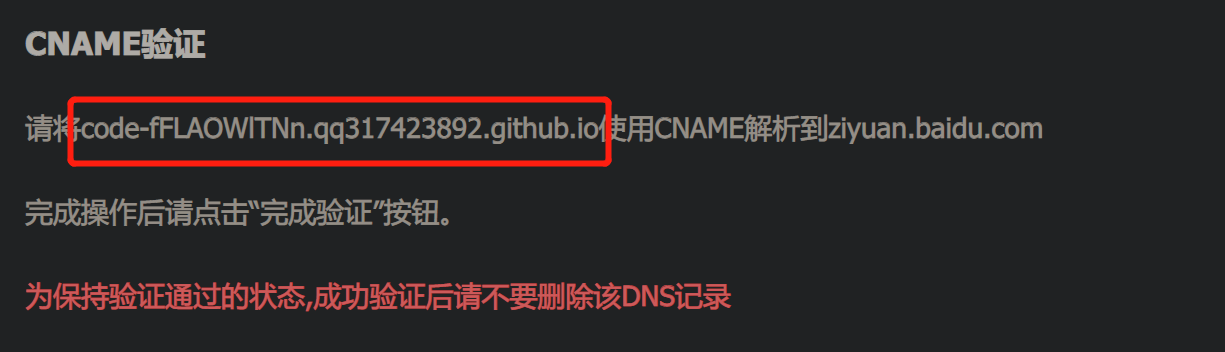 CNAME验证
请将code-fFLAOWlTNn.qq317423892.github.io使用CNAME解析到ziyuan.baidu.com
完成操作后请点击“完成验证”按钮。
为保持验证通过的状态,成功验证后请不要删除该DNS记录